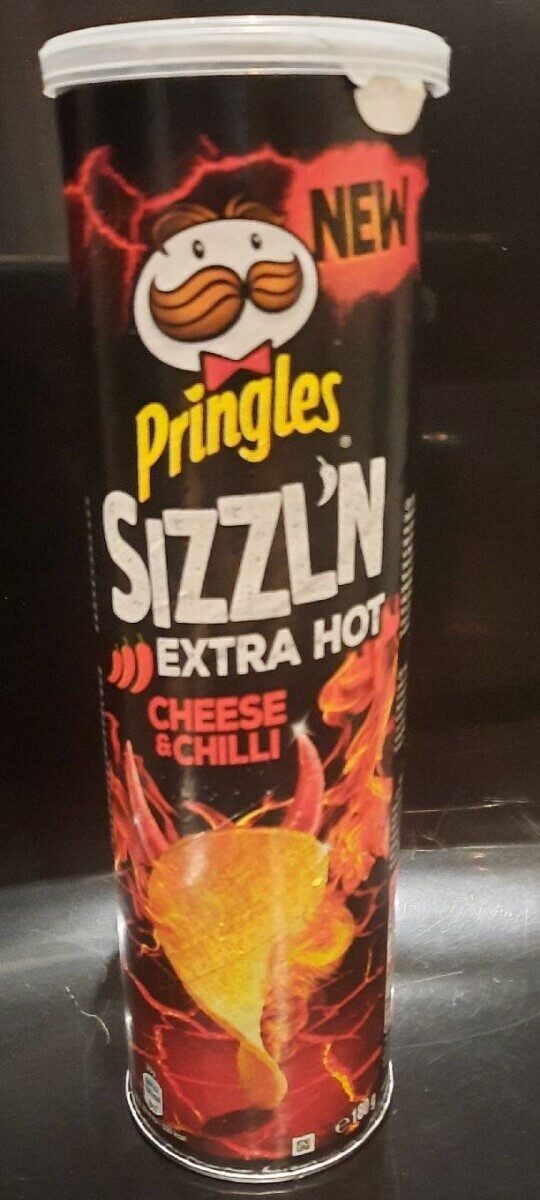 NEW
Pringles
SIZZL'N
EXTRA HOT
CHEESE
& CHILLI